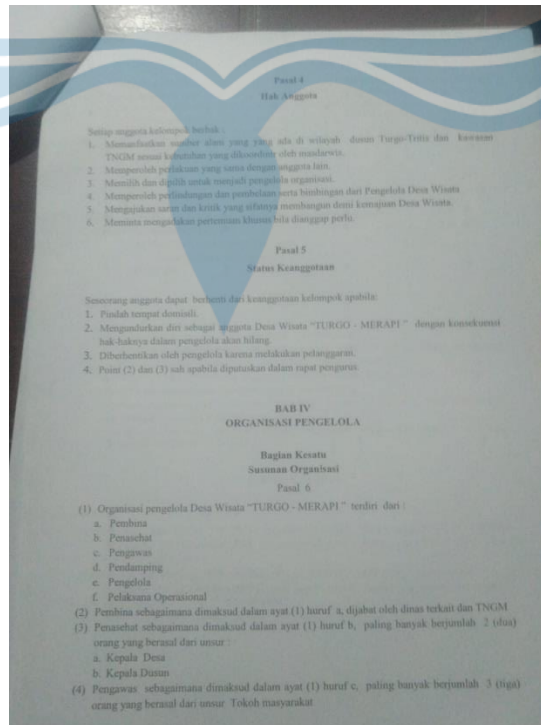 Pasal 4
Hak Anggota
Setiap anggota kelompok berhak :
1. Memanfaatkan sumber alam yang yang ada di wilayah dusun Turgo-Tritis dan kawasan
TNGM sesuai kebutuhan yang dikoordinir oleh
2. Memperoleh perlakuan yang sama dengan anggota lain.
3. Memilih dan dipilih untuk menjadi pengelola organisasi.
4. Memperoleh perlindungan dan pembelaan serta bimbingan dari Pengelola Desa Wisata
5. Mengajukan saran dan kritik yang sifatnya membangun demi kemajuan Desa Wisata.
6. Meminta mengadakan pertemuan khusus bila dianggap perlu.
Pasal 5
Status Keanggotaan
Seseorang anggota dapat berhenti dari keanggotaan kelompok apabila:
1. Pindah tempat domisili.
2. Mengundurkan diri sebagai anggota Desa Wisata “TURGO - MERAPI ” dengan konsekuensi
hak-haknya dalam pengelola akan hilang.
3. Diberhentikan oleh pengelola karena melakukan pelanggaran.
4. Point (2) dan (3) sah apabila diputuskan dalam rapat pengurus.
BAB IV
ORGANISASI PENGELOLA
Bagian Kesatu
Susunan Organisasi
Pasal 6
(1) Organisasi pengelola Desa Wisata “TURGO - MERAPI ” terdiri dari :
a. Pembina
b. Penasehat
c. Pengawas
d. Pendamping
e. Pengelola
f. Pelaksana Operasional
(2) Pembina sebagaimana dimaksud dalam ayat (1) huruf a, dijabat oleh dinas terkait dan TNGM
(3) Penasehat sebagaimana dimaksud dalam ayat (1) huruf b, paling banyak berjumlah 2 (dua)
orang yang berasal dari unsur :
a. Kepala Desa
b. Kepala Dusun
(4) Pengawas sebagaimana dimaksud dalam ayat (1) huruf c, paling banyak berjumlah 3 (tiga)
orang yang berasal dari unsur Tokoh masyarakat